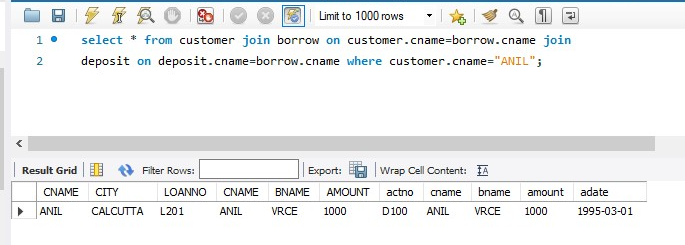 Limit to 1000 rows
1 select * from customer join borrow on customer.cname=borrow.cname join
2 deposit on deposit.cname=borrow.cname where customer.cname="ANIL";
Result Grid Filter Rows: Export: Wrap Cell Content:
CNAME CITY LOANNO CNAME BNAME AMOUNT actno cname bname amount adate
ANIL CALCUTTA L201 ANIL VRCE 1000 D100 ANIL VRCE 1000 1995-03-01